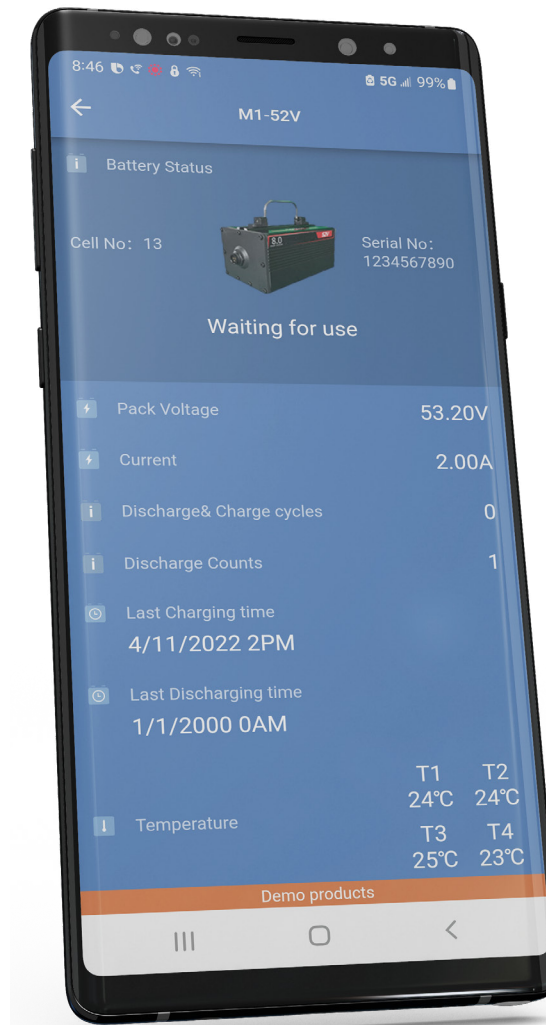 8:46 5G 99%
M1-52V
Battery Status
Cell No: 13
8.0 52V
Serial No:
1234567890
Waiting for use
Pack Voltage 53.20V
Current 2.00A
Discharge& Charge cycles 0
Discharge Counts 1
Last Charging time
4/11/2022 2PM
Last Discharging time
1/1/2000 0AM
T1 T2
24℃ 24℃
Temperature
T3 T4
25℃ 23℃
Demo products